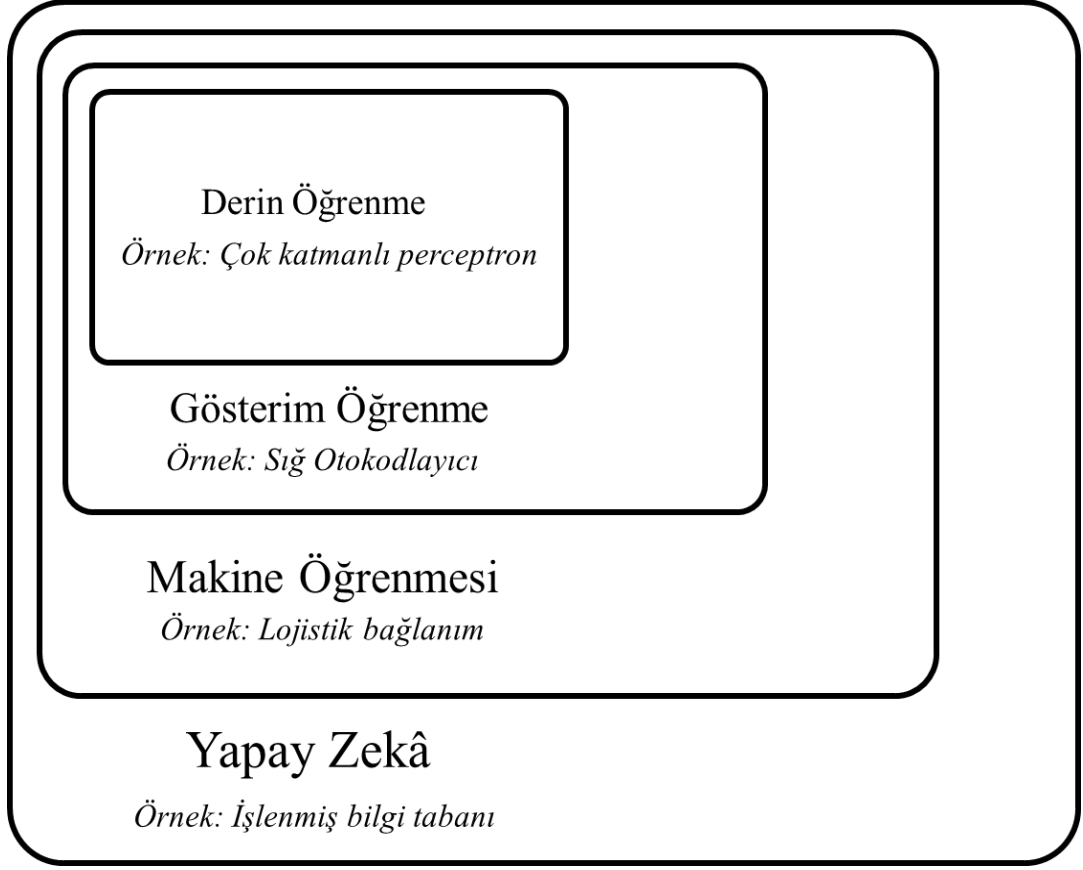 Derin Öğrenme
Örnek: Çok katmanlı perceptron
Gösterim Öğrenme
Örnek: Sığ Otokodlayıcı
Makine Öğrenmesi
Örnek: Lojistik bağlanım
Yapay Zekâ
Örnek: İşlenmiş bilgi tabanı